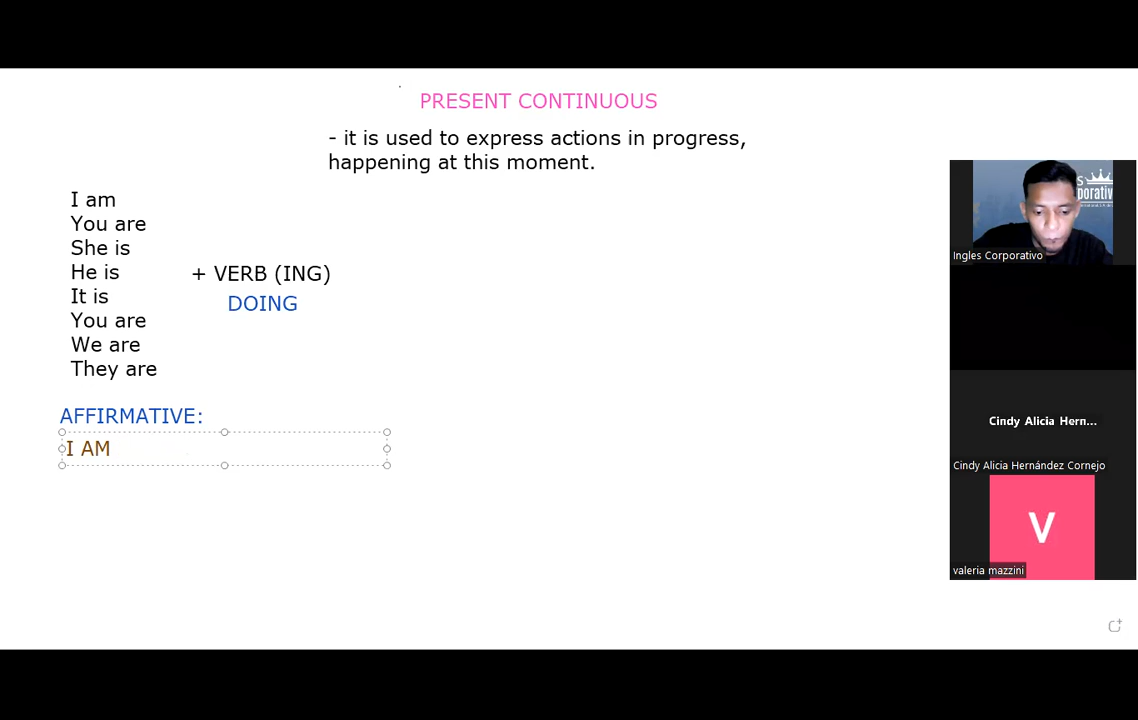 PRESENT CONTINUOUS
- it is used to express actions in progress,
happening at this moment.
I am
You are
She is
He is
It is
You are
We are
They are
+ VERB (ING)
DOING
AFFIRMATIVE:
I AM
Ingles Corporativo
Cindy Alicia Hern...
Cindy Alicia Hernández Cornejo
V
valeria mazzini